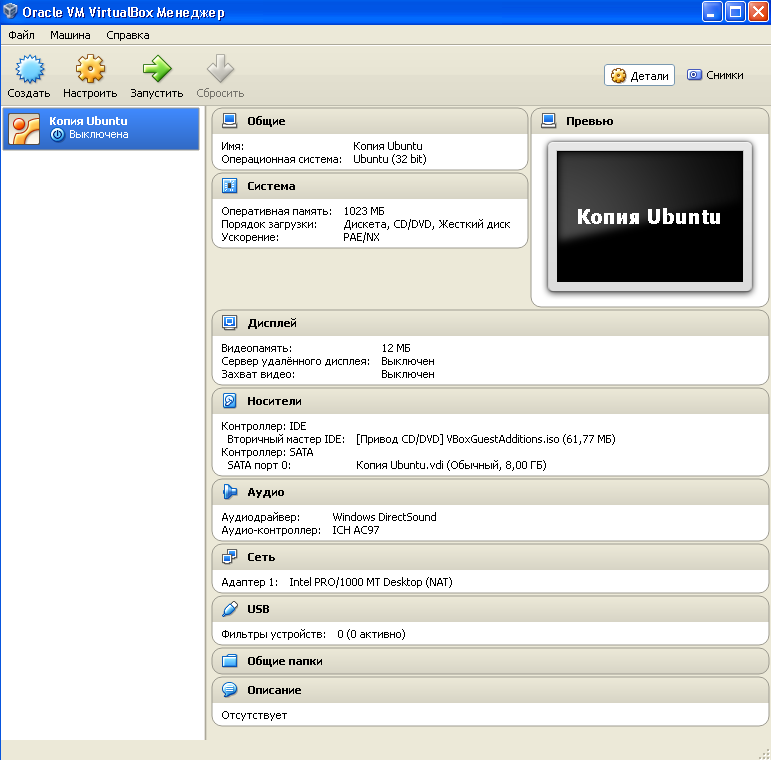 Oracle VM VirtualBox Менеджер
Файл Машина Справка
Создать Настроить Запустить Сбросить
Детали Снимки
Копия Ubuntu
Выключена
Общие
Имя: Копия Ubuntu
Операционная система: Ubuntu (32 bit)
Система
Оперативная память: 1023 МБ
Порядок загрузки: Дискета, CD/DVD, Жесткий диск
Ускорение: PAE/NX
Превью
Копия Ubuntu
Дисплей
Видеопамять: 12 МБ
Сервер удалённого дисплея: Выключен
Захват видео: Выключен
Носители
Контроллер: IDE
Вторичный мастер IDE: [Привод CD/DVD] VBoxGuestAdditions.iso (61,77 МБ)
Контроллер: SATA
SATA порт 0: Копия Ubuntu.vdi (Обычный, 8,00 ГБ)
Аудио
Аудиодрайвер: Windows DirectSound
Аудио-контроллер: ICH AC97
Сеть
Адаптер 1: Intel PRO/1000 MT Desktop (NAT)
USB
Фильтры устройств: 0 (0 активно)
Общие папки
Описание
Отсутствует